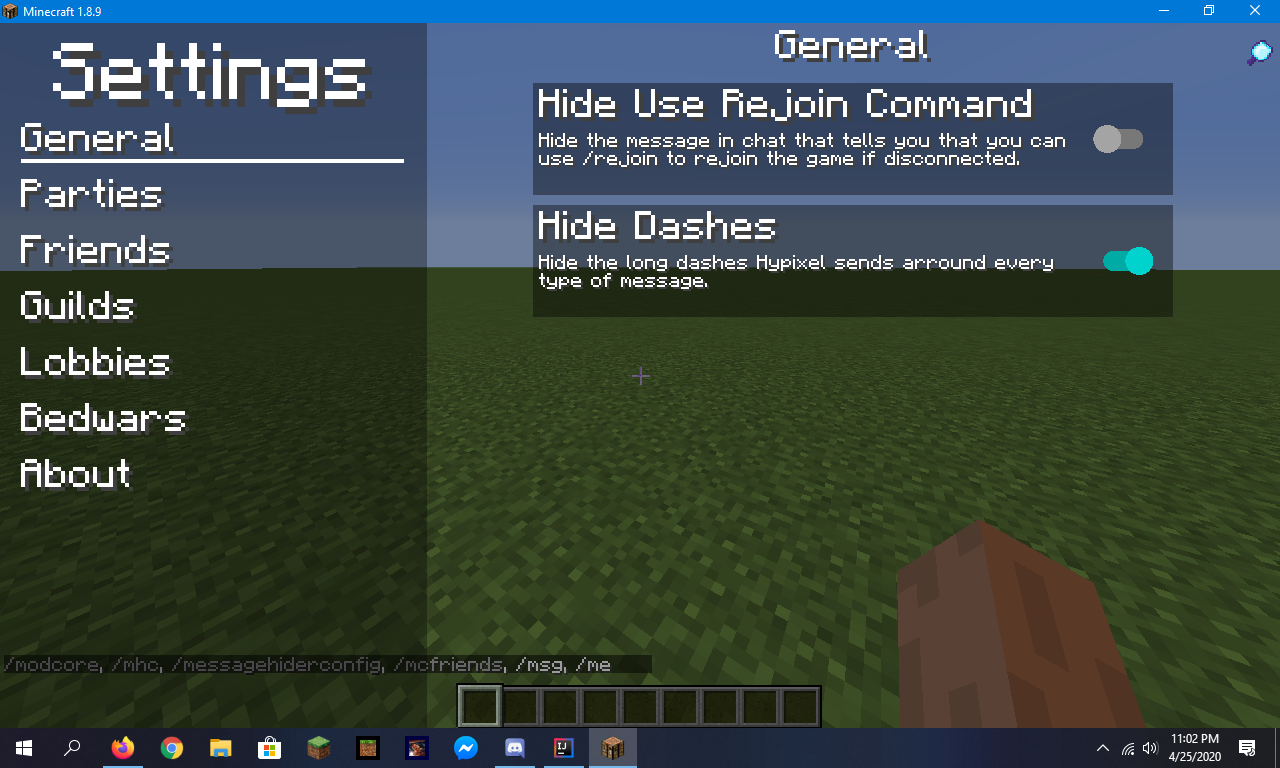 Minecraft 1.8.9
Settings
General
Parties
Friends
Guilds
Lobbies
Bedwars
About
General
Hide Use Rejoin Command
Hide the message in chat that tells you that you can
use /rejoin to rejoin the game if disconnected.
Hide Dashes
Hide the long dashes Hypixel sends arround every
type of message.
/modcore, /mhc, /messagehiderconfig, /mcfriends, /msg, /me
IJ
11:02 PM
4/25/2020